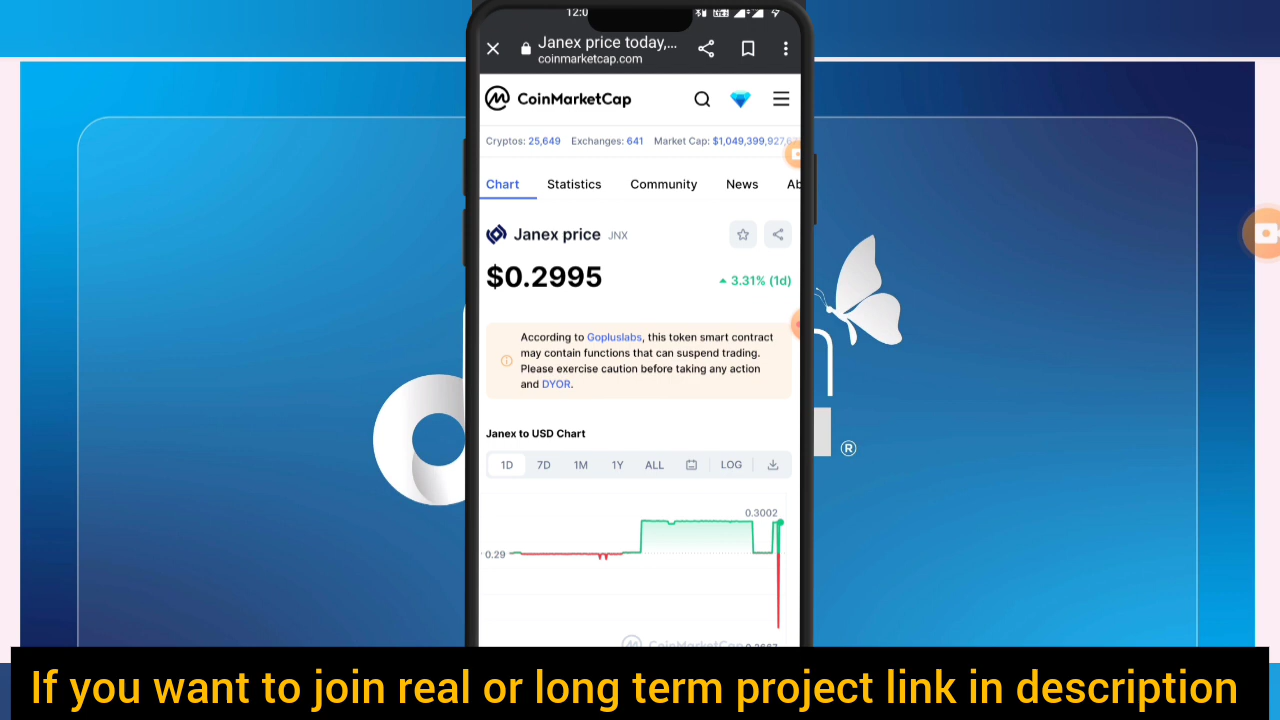 12:0
Janex price today,...
coinmarketcap.com
CoinMarketCap
Cryptos: 25,649 Exchanges: 641 Market Cap: $1,049,399,927,
Chart Statistics Community News Ab
Janex price JNX
$0.2995
3.31% (1d)
According to Gopluslabs, this token smart contract
may contain functions that can suspend trading.
Please exercise caution before taking any action
and DYOR.
Janex to USD Chart
1D 7D 1M 1Y ALL LOG
0.3002
0.29
CoinMarketCap
®
If you want to join real or long term project link in description